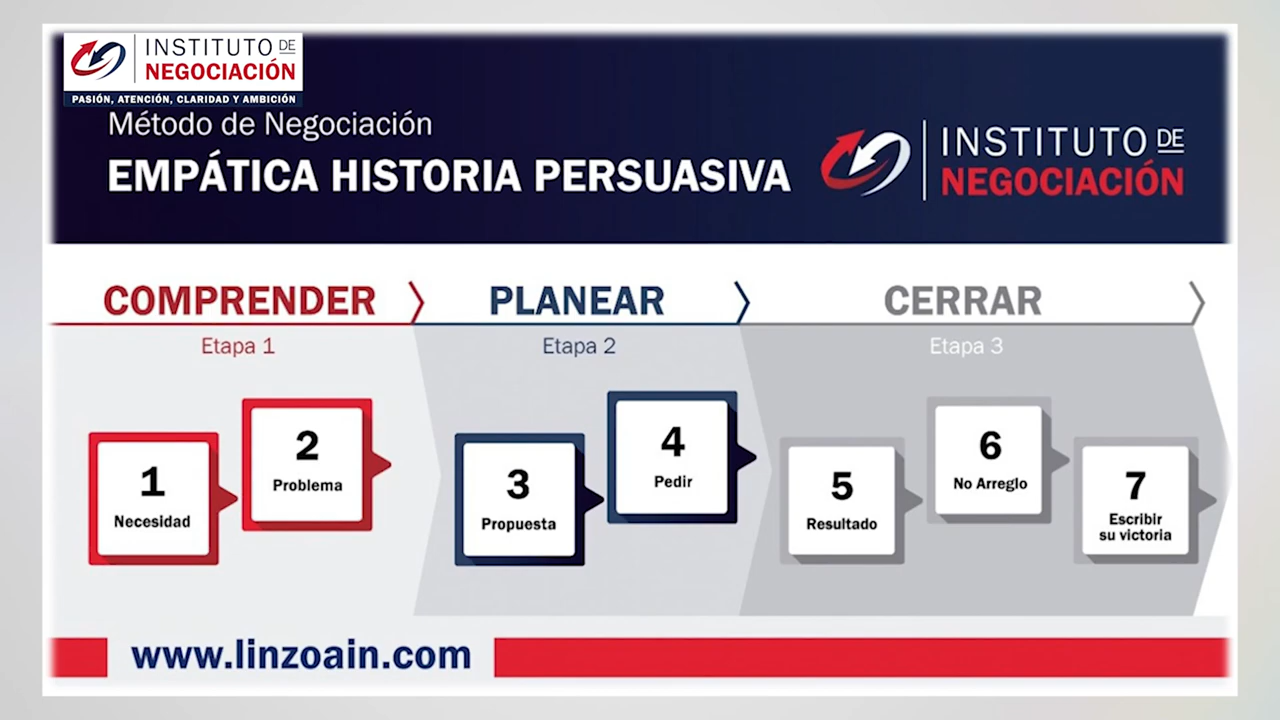 INSTITUTO DE
NEGOCIACIÓN
PASIÓN, ATENCIÓN, CLARIDAD Y AMBICIÓN
Método de Negociación
EMPÁTICA HISTORIA PERSUASIVA
INSTITUTO DE
NEGOCIACIÓN
COMPRENDER
Etapa 1
PLANEAR
Etapa 2
CERRAR
Etapa 3
1
Necesidad
2
Problema
3
Propuesta
4
Pedir
5
Resultado
6
No Arreglo
7
Escribir
su victoria
www.linzoain.com